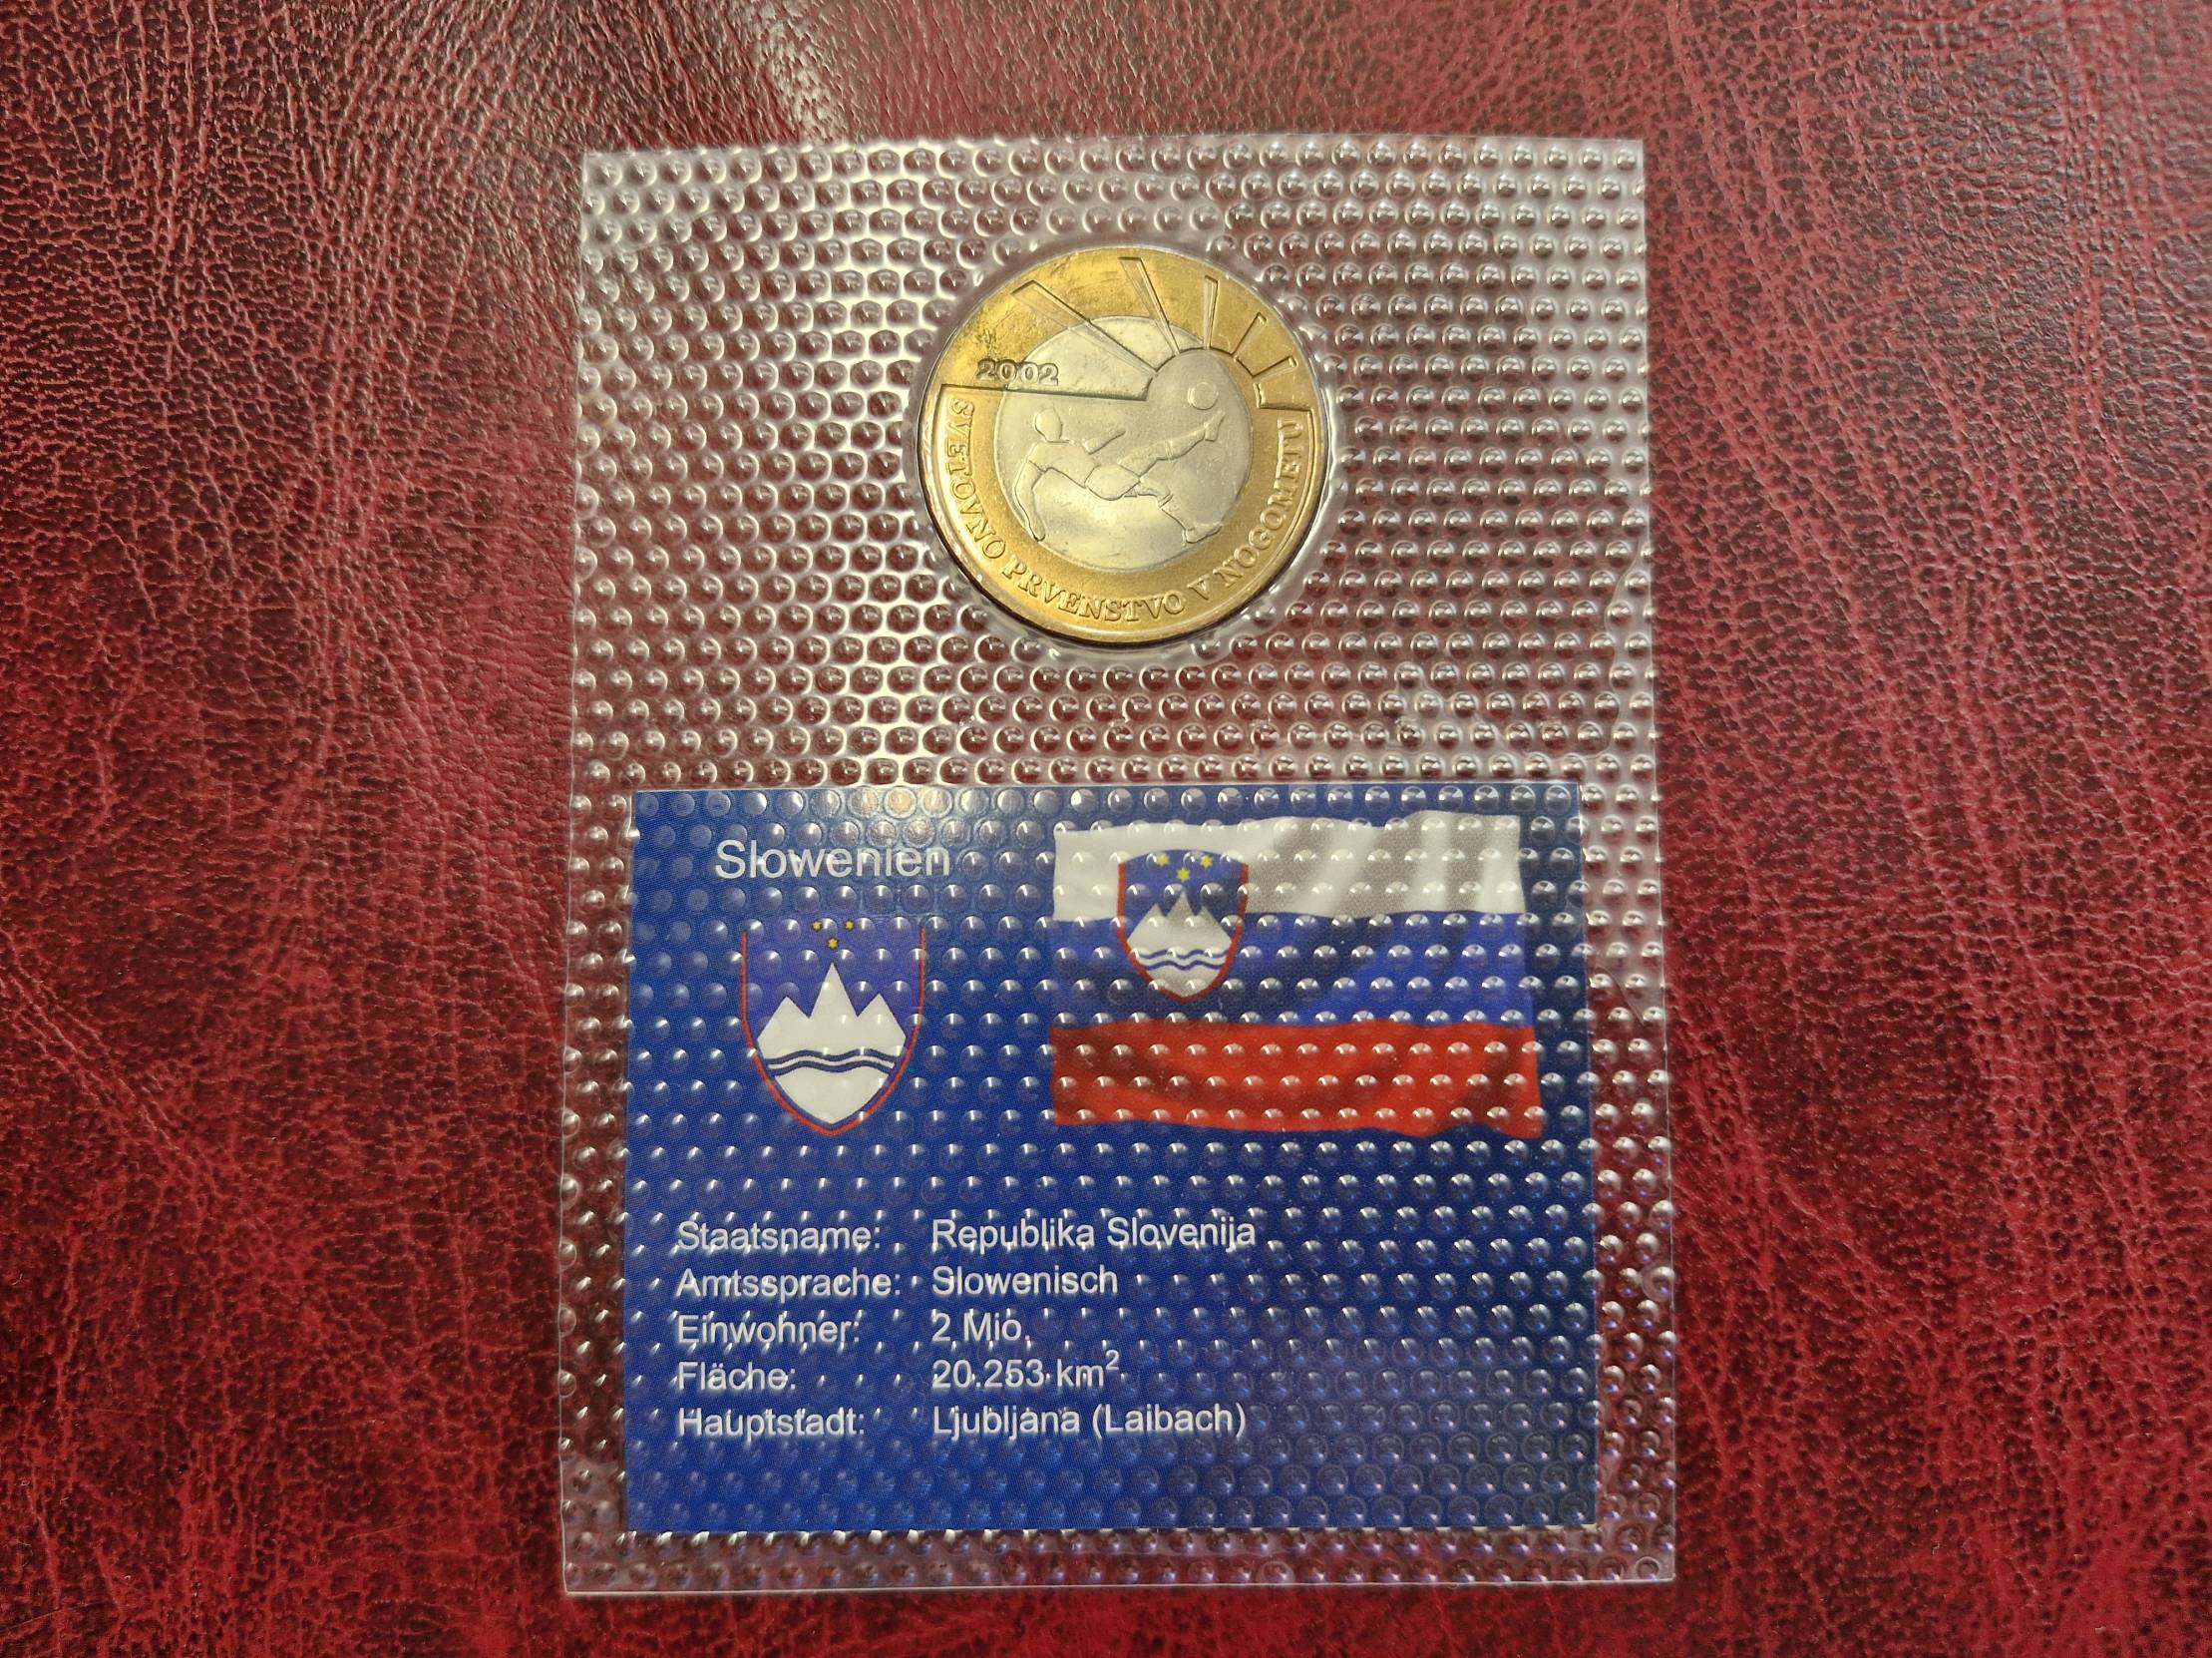 2002
SVETOVNO PRVENSTVO V NOGOMETU
Slowenien
Staatsname: Republika Slovenija
Amtssprache: Slowenisch
Einwohner: 2 Mio.
Fläche: 20.253 km²
Hauptstadt: Ljubljana (Laibach)